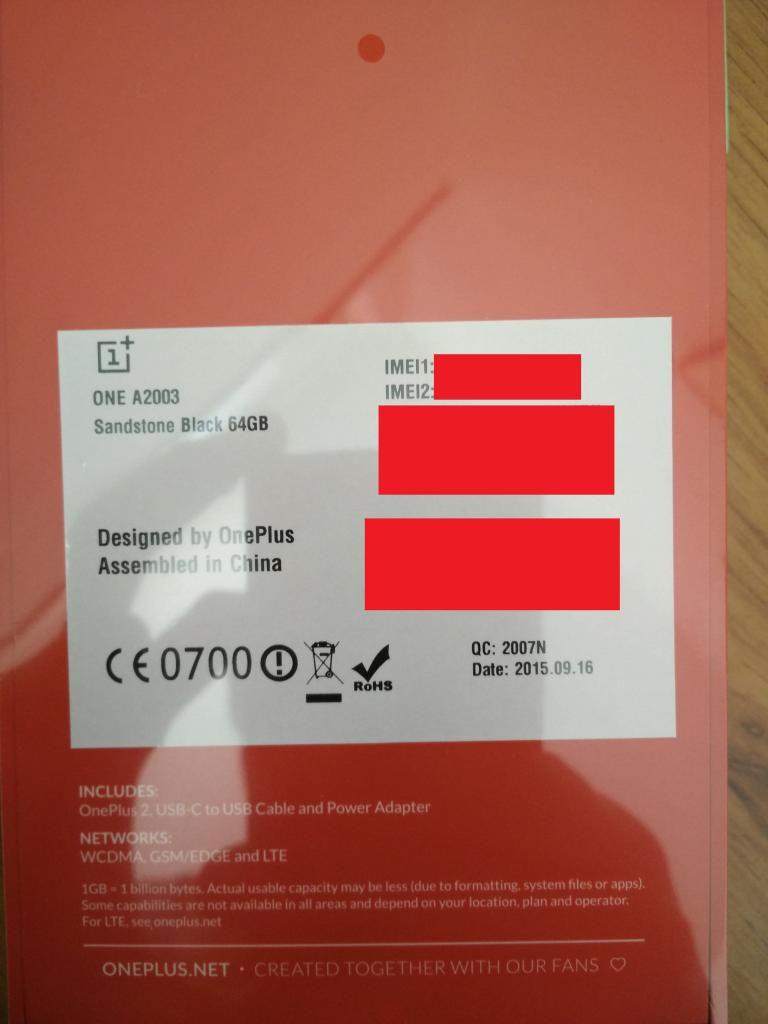 1+
ONE A2003
Sandstone Black 64GB
IMEI1:
IMEI2:
Designed by OnePlus
Assembled in China
CE0700
RoHS
QC: 2007N
Date: 2015.09.16
INCLUDES:
OnePlus 2, USB-C to USB Cable and Power Adapter
NETWORKS:
WCDMA, GSM/EDGE and LTE
1GB = 1 billion bytes. Actual usable capacity may be less (due to formatting, system files or apps).
Some capabilities are not available in all areas and depend on your location, plan and operator.
For LTE, see oneplus.net
ONEPLUS.NET • CREATED TOGETHER WITH OUR FANS ♡